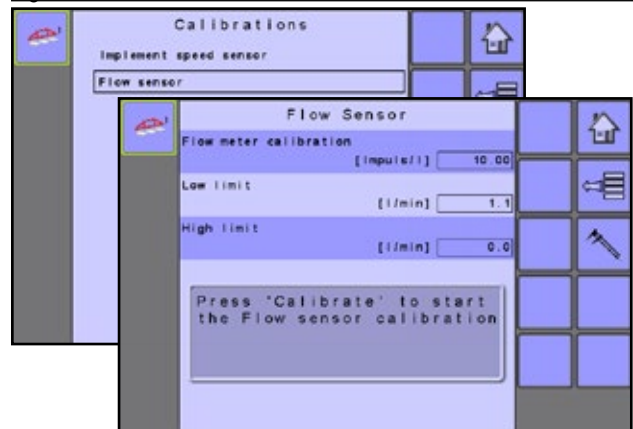 Calibrations
Implement speed sensor
Flow sensor
Flow Sensor
Flow meter calibration
[Impuls/l] 10.00
Low limit
[l/min] 1.1
High limit
[l/min] 0.0
Press 'Calibrate' to start
the Flow sensor calibration